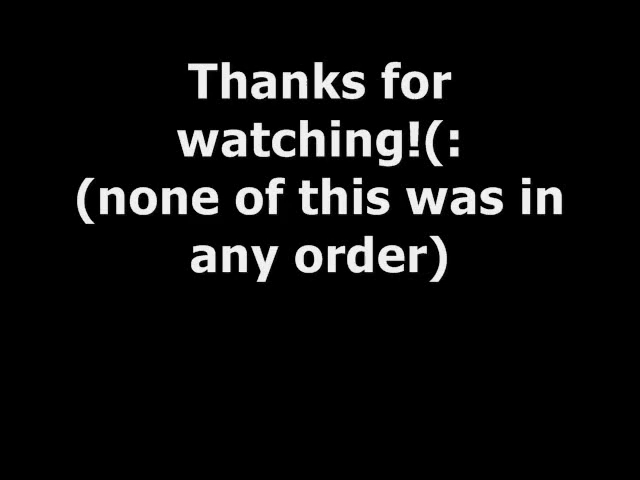 Thanks for
watching!(:
(none of this was in
any order)